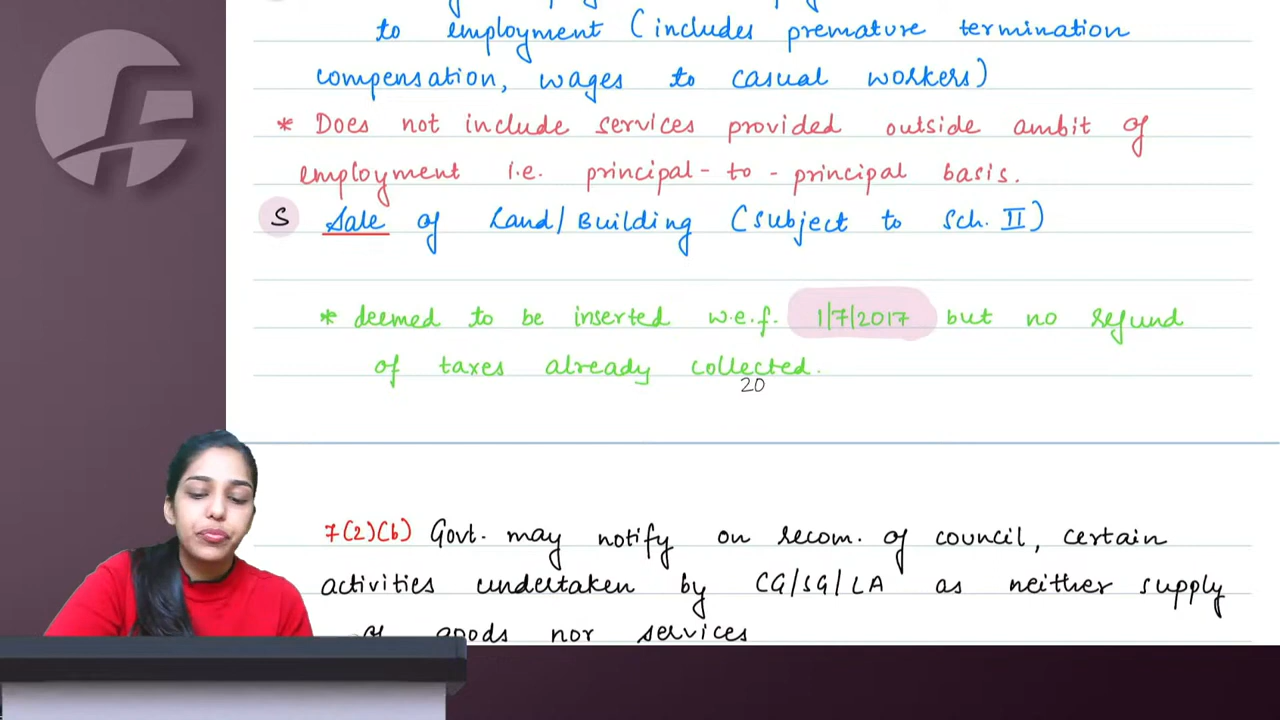 to employment (includes premature termination
compensation, wages to casual workers)
* Does not include services provided outside ambit of
employment i.e. principal-to-principal basis.
S Sale of Land/Building (subject to Sch. II)
* deemed to be inserted w.e.f. 1/7/2017 but no refund
of taxes already collected.
20
7(2)(b) Govt. may notify on recom. of council, certain
activities undertaken by CG/SG/LA as neither supply
of goods nor services